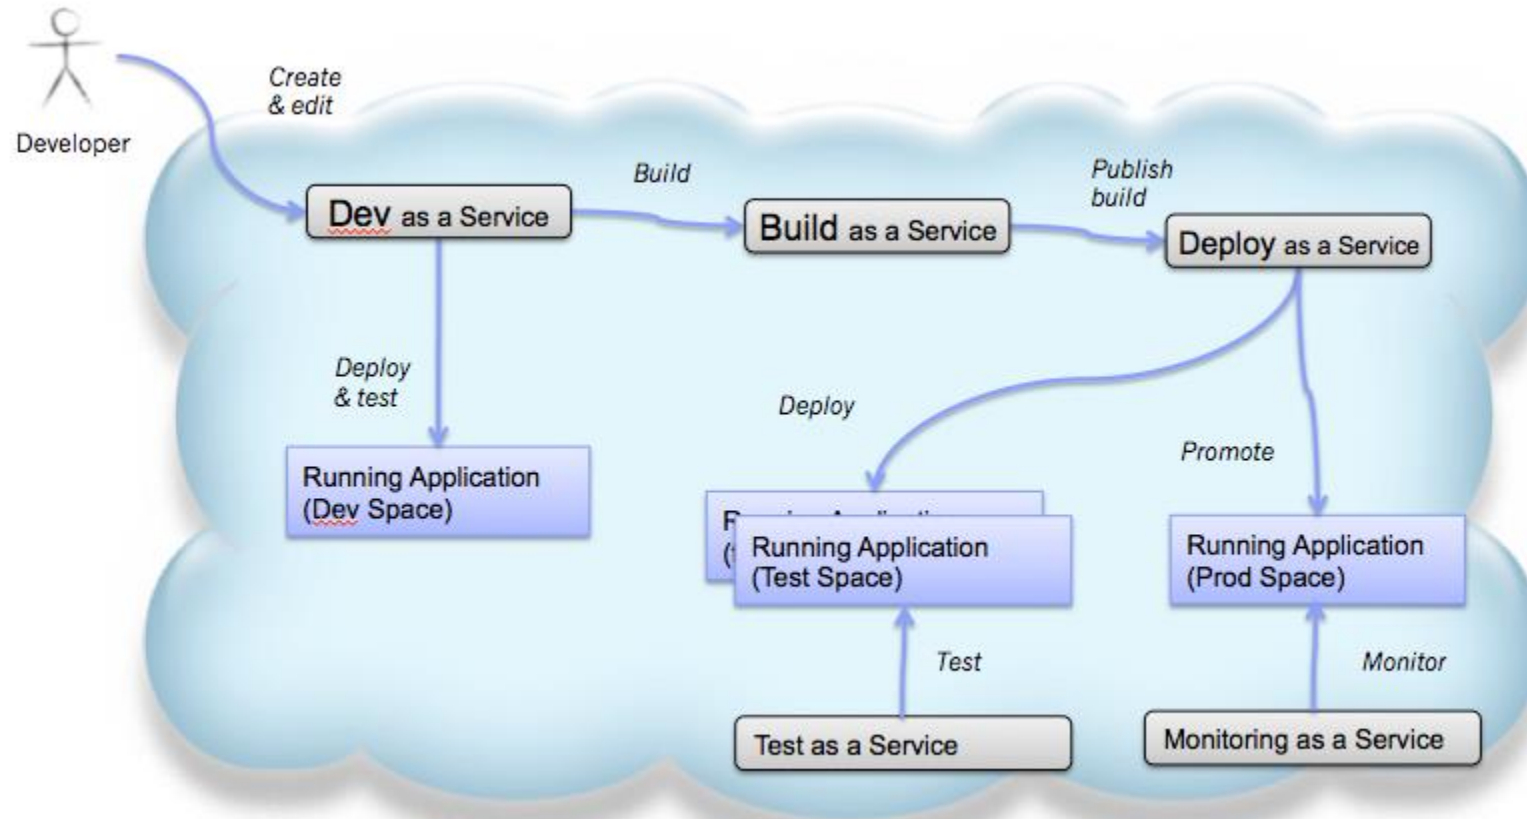 Developer
Create
& edit
Dev as a Service
Build
Build as a Service
Publish
build
Deploy as a Service
Deploy
& test
Running Application
(Dev Space)
Deploy
Running Application
(Test Space)
Promote
Running Application
(Prod Space)
Test
Test as a Service
Monitor
Monitoring as a Service